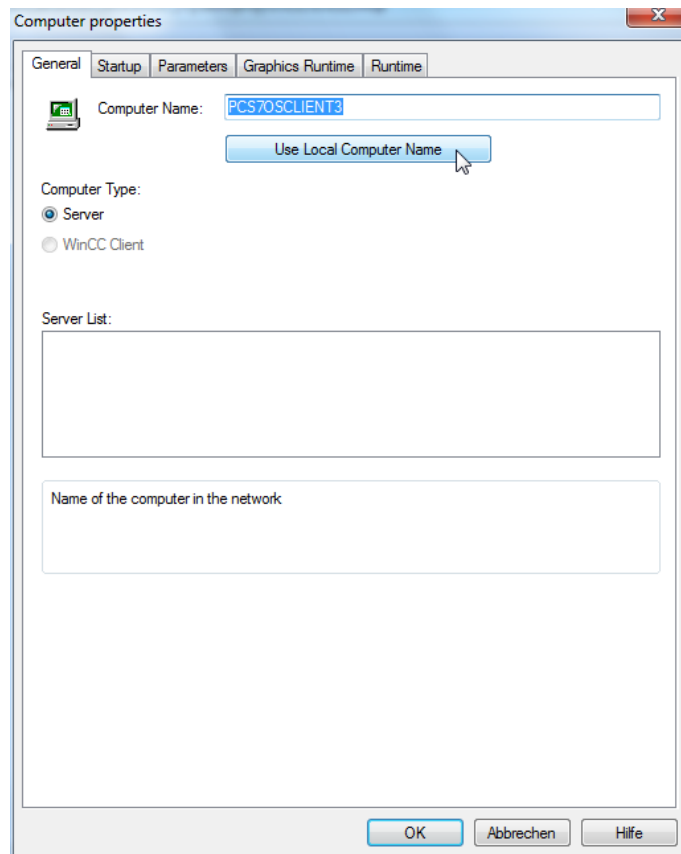 Computer properties
General Startup Parameters Graphics Runtime Runtime
Computer Name: PCS7OSCLIENT3
Use Local Computer Name
Computer Type:
Server
WinCC Client
Server List:
Name of the computer in the network
OK Abbrechen Hilfe